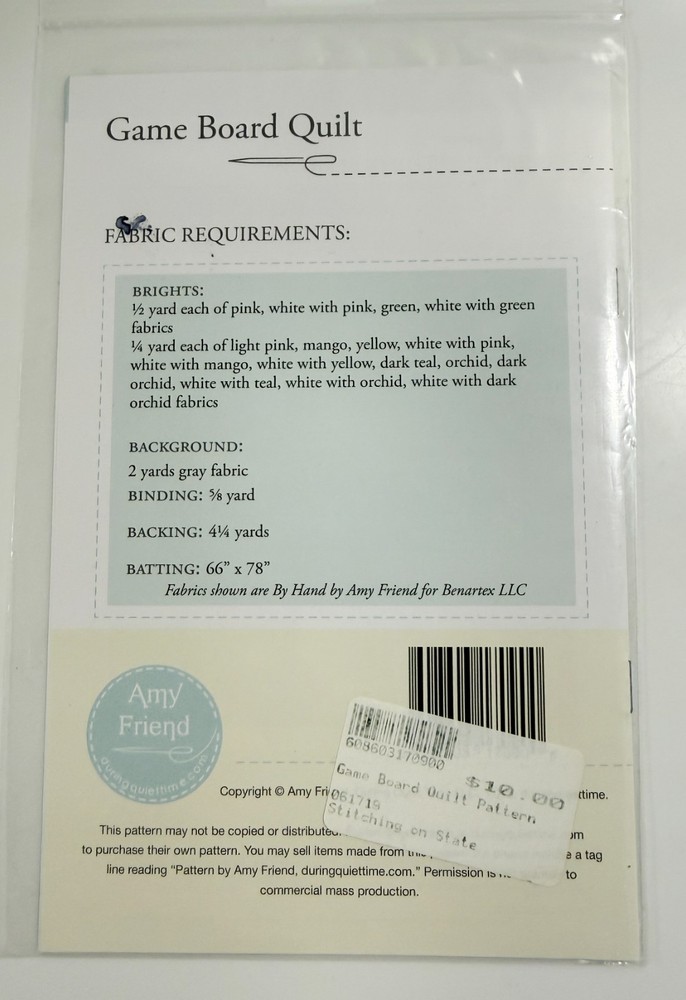 Game Board Quilt
FABRIC REQUIREMENTS:
BRIGHTS:
½ yard each of pink, white with pink, green, white with green
fabrics
¼ yard each of light pink, mango, yellow, white with pink,
white with mango, white with yellow, dark teal, orchid, dark
orchid, white with teal, white with orchid, white with dark
orchid fabrics
BACKGROUND:
2 yards gray fabric
BINDING: ⅝ yard
BACKING: 4¼ yards
BATTING: 66” x 78”
Fabrics shown are By Hand by Amy Friend for Benartex LLC
Amy
Friend
duringquiettime.com
608603170900
$10.00
Game Board Quilt Pattern
061719
Stitching on State
Copyright © Amy Fri
This pattern may not be copied or distributed.
to purchase their own pattern. You may sell items made from a tag
line reading “Pattern by Amy Friend, duringquiettime.com.” Permission is to
commercial mass production.